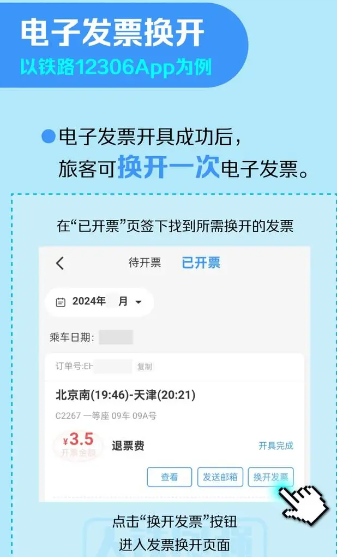 电子发票换开
以铁路12306App为例
电子发票开具成功后，
旅客可换开一次电子发票。
在“已开票”页签下找到所需换开的发票
待开票 已开票
2024年 月
乘车日期：
订单号:EH 复制
北京南(19:46)-天津(20:21)
C2267 一等座 09车 09A号
¥3.5 退票费 开具完成
开票金额
查看 发送邮箱 换开发票
点击“换开发票”按钮
进入发票换开页面